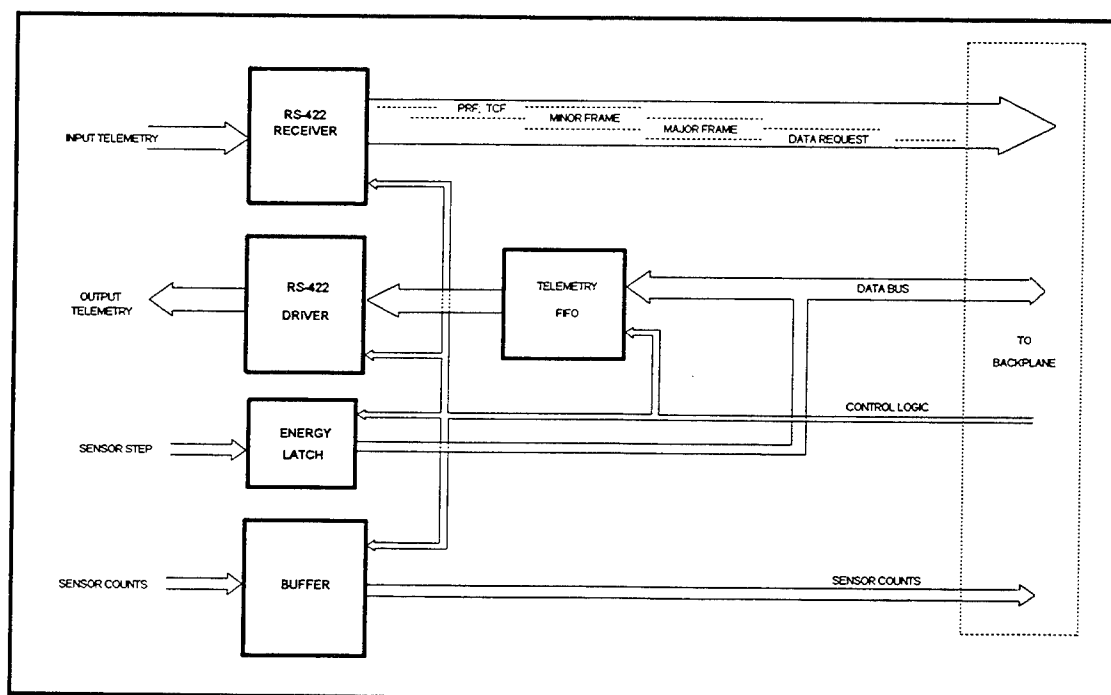 INPUT TELEMETRY
RS-422
RECEIVER
PRF, TCF
MINOR FRAME
MAJOR FRAME
DATA REQUEST
OUTPUT
TELEMETRY
RS-422
DRIVER
TELEMETRY
FIFO
DATA BUS
TO
BACKPLANE
CONTROL LOGIC
SENSOR STEP
ENERGY
LATCH
SENSOR COUNTS
BUFFER
SENSOR COUNTS